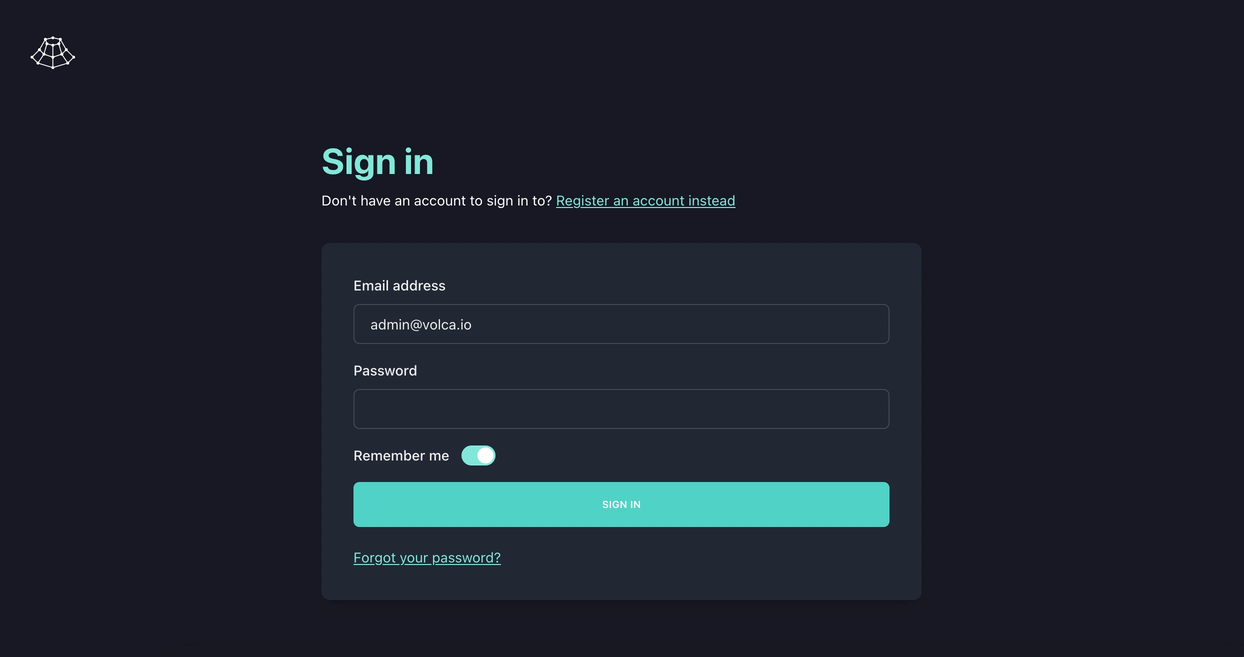 Sign in
Don't have an account to sign in to? Register an account instead
Email address
admin@volca.io
Password
Remember me
SIGN IN
Forgot your password?